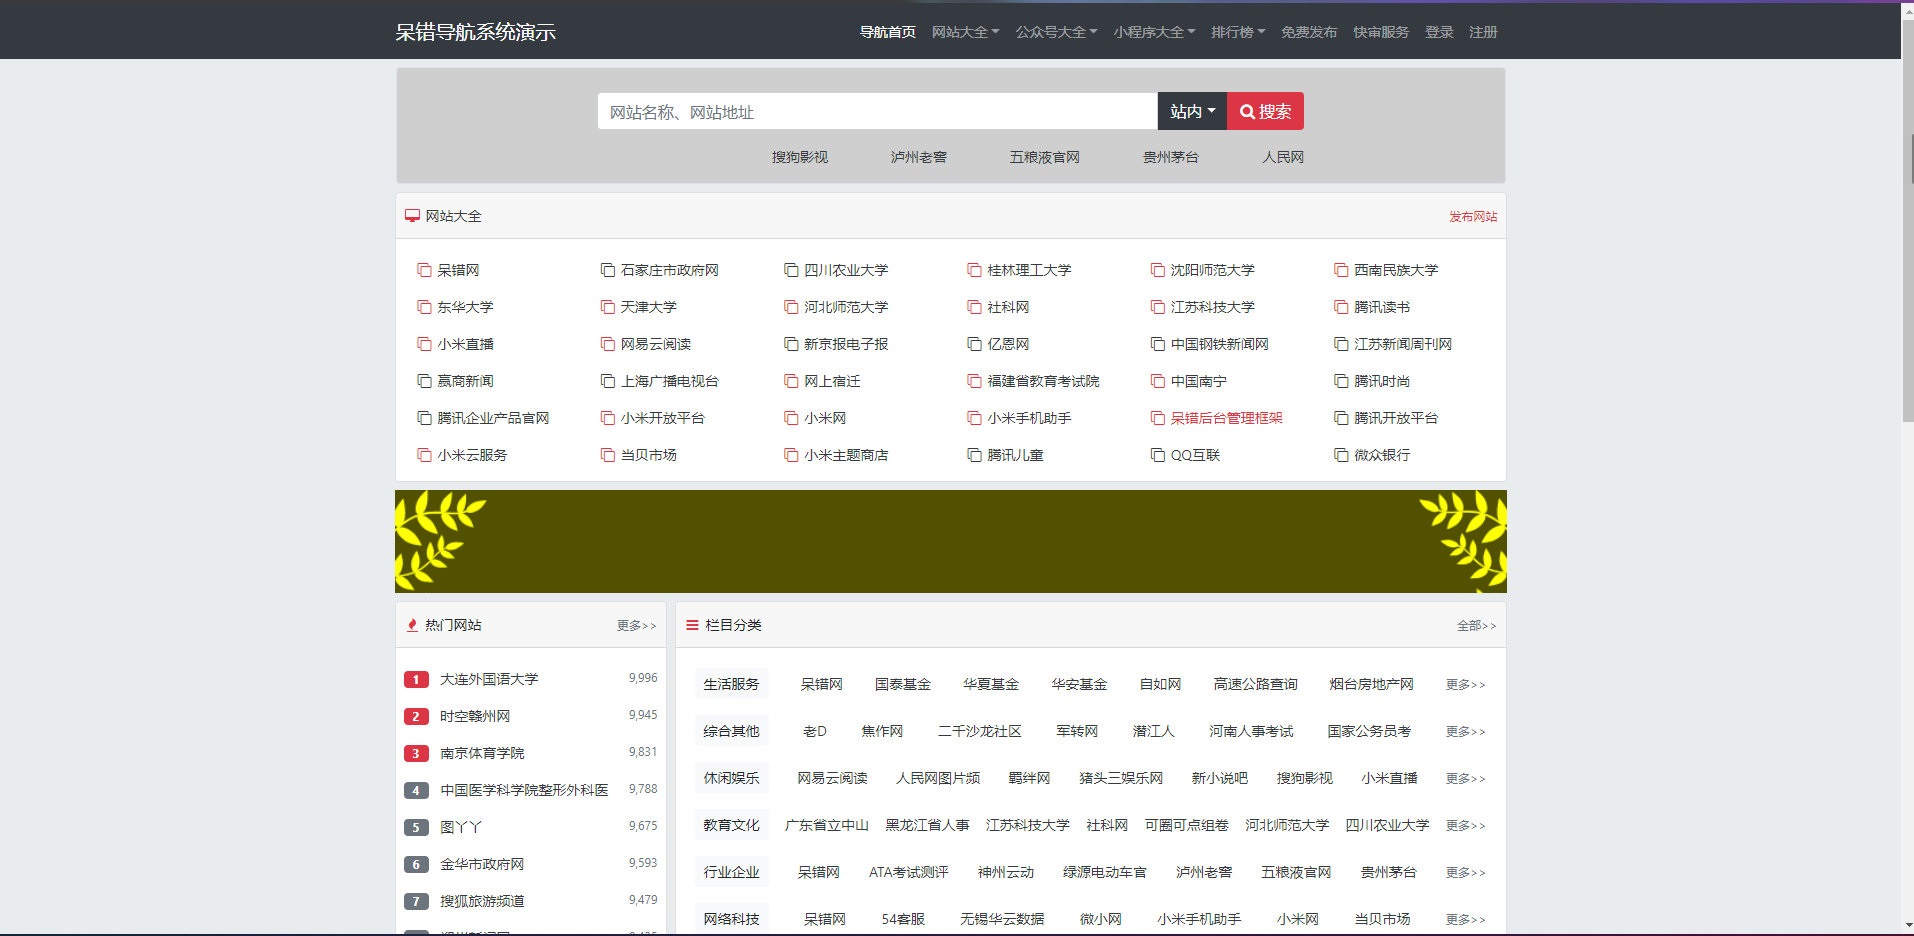 呆错导航系统演示
导航首页 网站大全 公众号大全 小程序大全 排行榜 免费发布 快审服务 登录 注册
网站名称、网站地址 站内 搜索
搜狗影视 泸州老窖 五粮液官网 贵州茅台 人民网
网站大全 发布网站
呆错网 石家庄市政府网 四川农业大学 桂林理工大学 沈阳师范大学 西南民族大学
东华大学 天津大学 河北师范大学 社科网 江苏科技大学 腾讯读书
小米直播 网易云阅读 新京报电子报 亿恩网 中国钢铁新闻网 江苏新闻周刊网
赢商新闻 上海广播电视台 网上宿迁 福建省教育考试院 中国南宁 腾讯时尚
腾讯企业产品官网 小米开放平台 小米网 小米手机助手 呆错后台管理框架 腾讯开放平台
小米云服务 当贝市场 小米主题商店 腾讯儿童 QQ互联 微众银行
热门网站 更多>>
1 大连外国语大学 9,996
2 时空赣州网 9,945
3 南京体育学院 9,831
4 中国医学科学院整形外科医 9,788
5 图丫丫 9,675
6 金华市政府网 9,593
7 搜狐旅游频道 9,479
栏目分类 全部>>
生活服务 呆错网 国泰基金 华夏基金 华安基金 自如网 高速公路查询 烟台房地产网 更多>>
综合其他 老D 焦作网 二千沙龙社区 军转网 潜江人 河南人事考试 国家公务员考 更多>>
休闲娱乐 网易云阅读 人民网图片频 羁绊网 猪头三娱乐网 新小说吧 搜狗影视 小米直播 更多>>
教育文化 广东省立中山 黑龙江省人事 江苏科技大学 社科网 可圈可点组卷 河北师范大学 四川农业大学 更多>>
行业企业 呆错网 ATA考试测评 神州云动 绿源电动车官 泸州老窖 五粮液官网 贵州茅台 更多>>
网络科技 呆错网 54客服 无锡华云数据 微小网 小米手机助手 小米网 当贝市场 更多>>